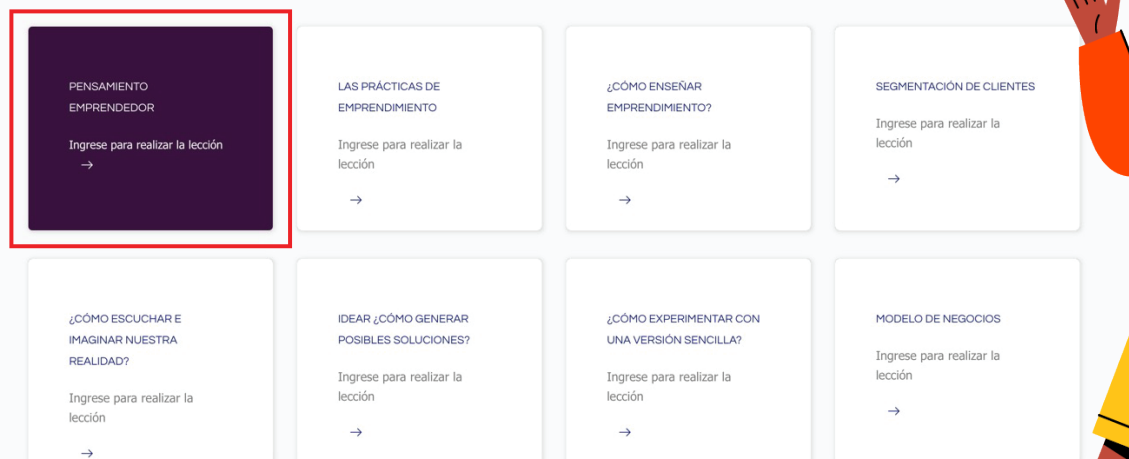 PENSAMIENTO
EMPRENDEDOR
Ingrese para realizar la lección
→
LAS PRÁCTICAS DE
EMPRENDIMIENTO
Ingrese para realizar la
lección
→
¿CÓMO ENSEÑAR
EMPRENDIMIENTO?
Ingrese para realizar la
lección
→
SEGMENTACIÓN DE CLIENTES
Ingrese para realizar la
lección
→
¿CÓMO ESCUCHAR E
IMAGINAR NUESTRA
REALIDAD?
Ingrese para realizar la
lección
→
IDEAR ¿CÓMO GENERAR
POSIBLES SOLUCIONES?
Ingrese para realizar la
lección
→
¿CÓMO EXPERIMENTAR CON
UNA VERSIÓN SENCILLA?
Ingrese para realizar la
lección
→
MODELO DE NEGOCIOS
Ingrese para realizar la
lección
→